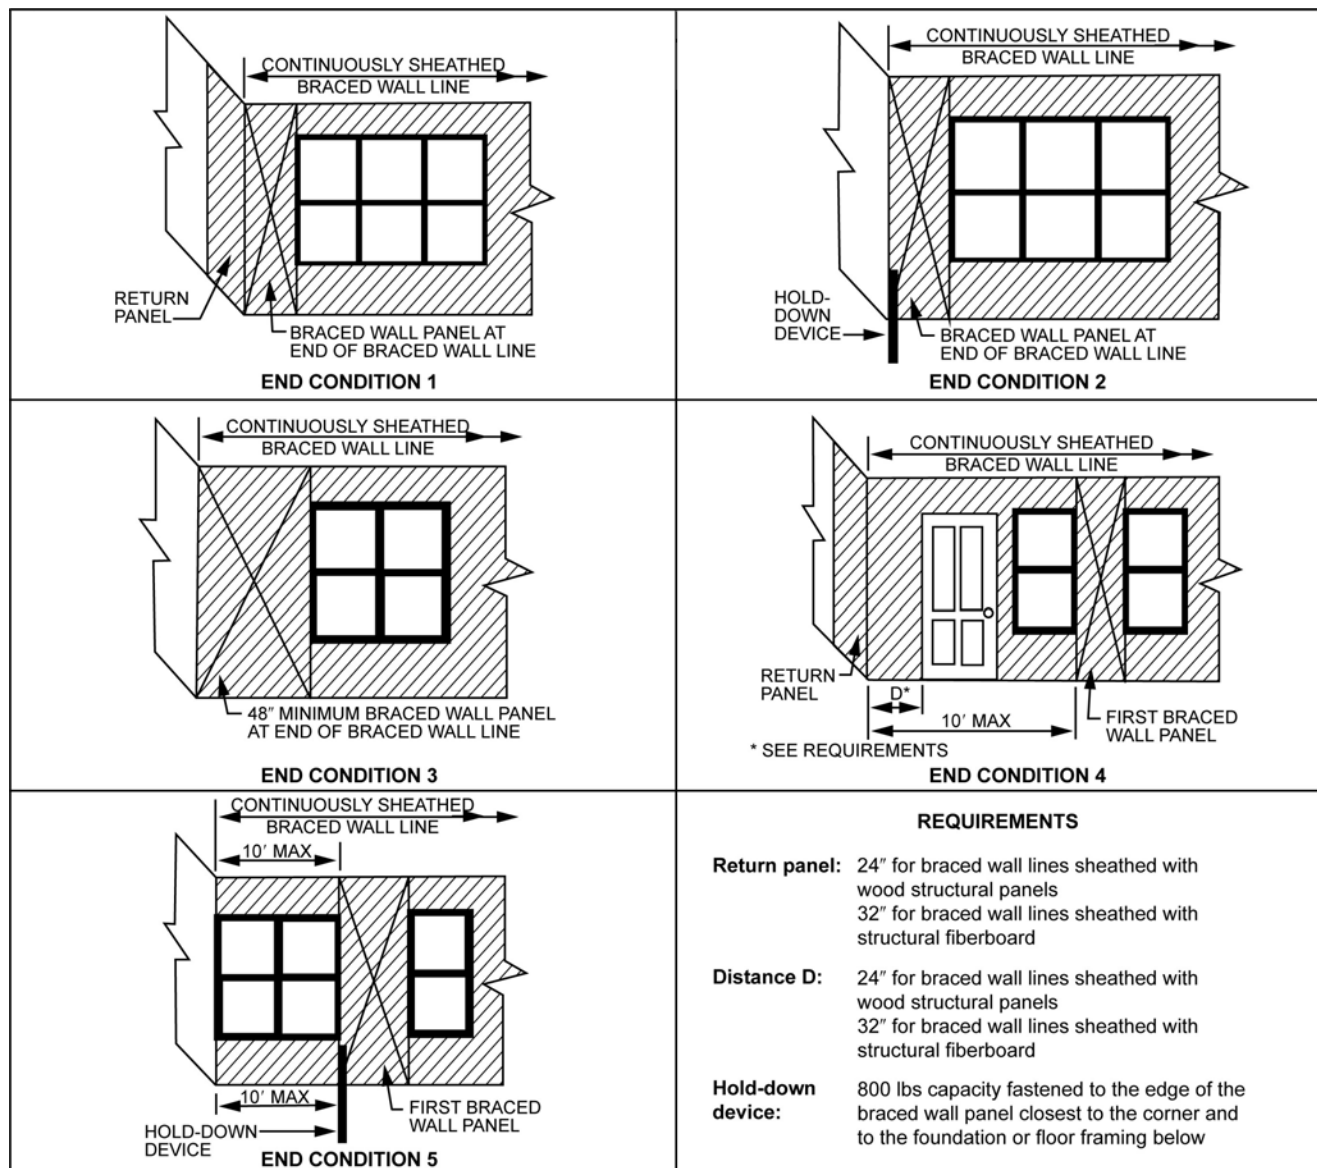 CONTINUOUSLY SHEATHED
BRACED WALL LINE
RETURN
PANEL
BRACED WALL PANEL AT
END OF BRACED WALL LINE
END CONDITION 1
CONTINUOUSLY SHEATHED
BRACED WALL LINE
HOLD-
DOWN
DEVICE
BRACED WALL PANEL AT
END OF BRACED WALL LINE
END CONDITION 2
CONTINUOUSLY SHEATHED
BRACED WALL LINE
48″ MINIMUM BRACED WALL PANEL
AT END OF BRACED WALL LINE
END CONDITION 3
CONTINUOUSLY SHEATHED
BRACED WALL LINE
RETURN
PANEL
D*
10′ MAX
FIRST BRACED
WALL PANEL
* SEE REQUIREMENTS
END CONDITION 4
CONTINUOUSLY SHEATHED
BRACED WALL LINE
10′ MAX
10′ MAX
HOLD-DOWN
DEVICE
FIRST BRACED
WALL PANEL
END CONDITION 5
REQUIREMENTS
Return panel: 24″ for braced wall lines sheathed with
wood structural panels
32″ for braced wall lines sheathed with
structural fiberboard
Distance D: 24″ for braced wall lines sheathed with
wood structural panels
32″ for braced wall lines sheathed with
structural fiberboard
Hold-down 800 lbs capacity fastened to the edge of the
device: braced wall panel closest to the corner and
to the foundation or floor framing below